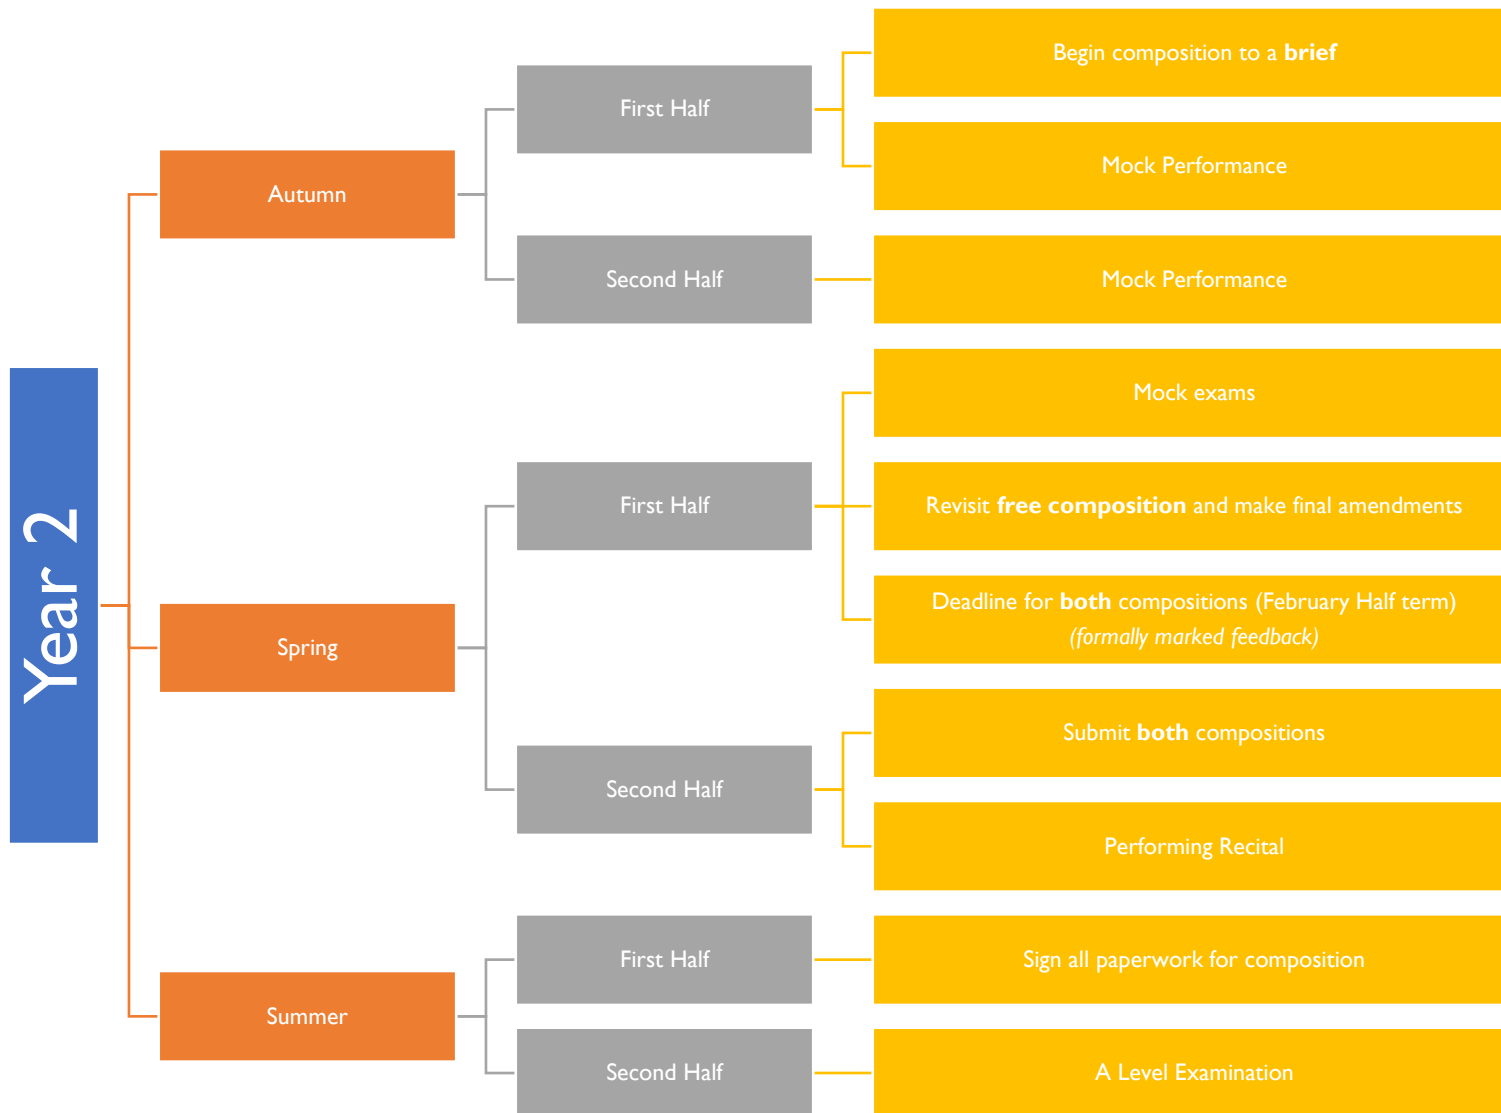 Year 2
Autumn
First Half
Begin composition to a brief
Mock Performance
Second Half
Mock Performance
Spring
First Half
Mock exams
Revisit free composition and make final amendments
Deadline for both compositions (February Half term)
(formally marked feedback)
Second Half
Submit both compositions
Performing Recital
Summer
First Half
Sign all paperwork for composition
Second Half
A Level Examination